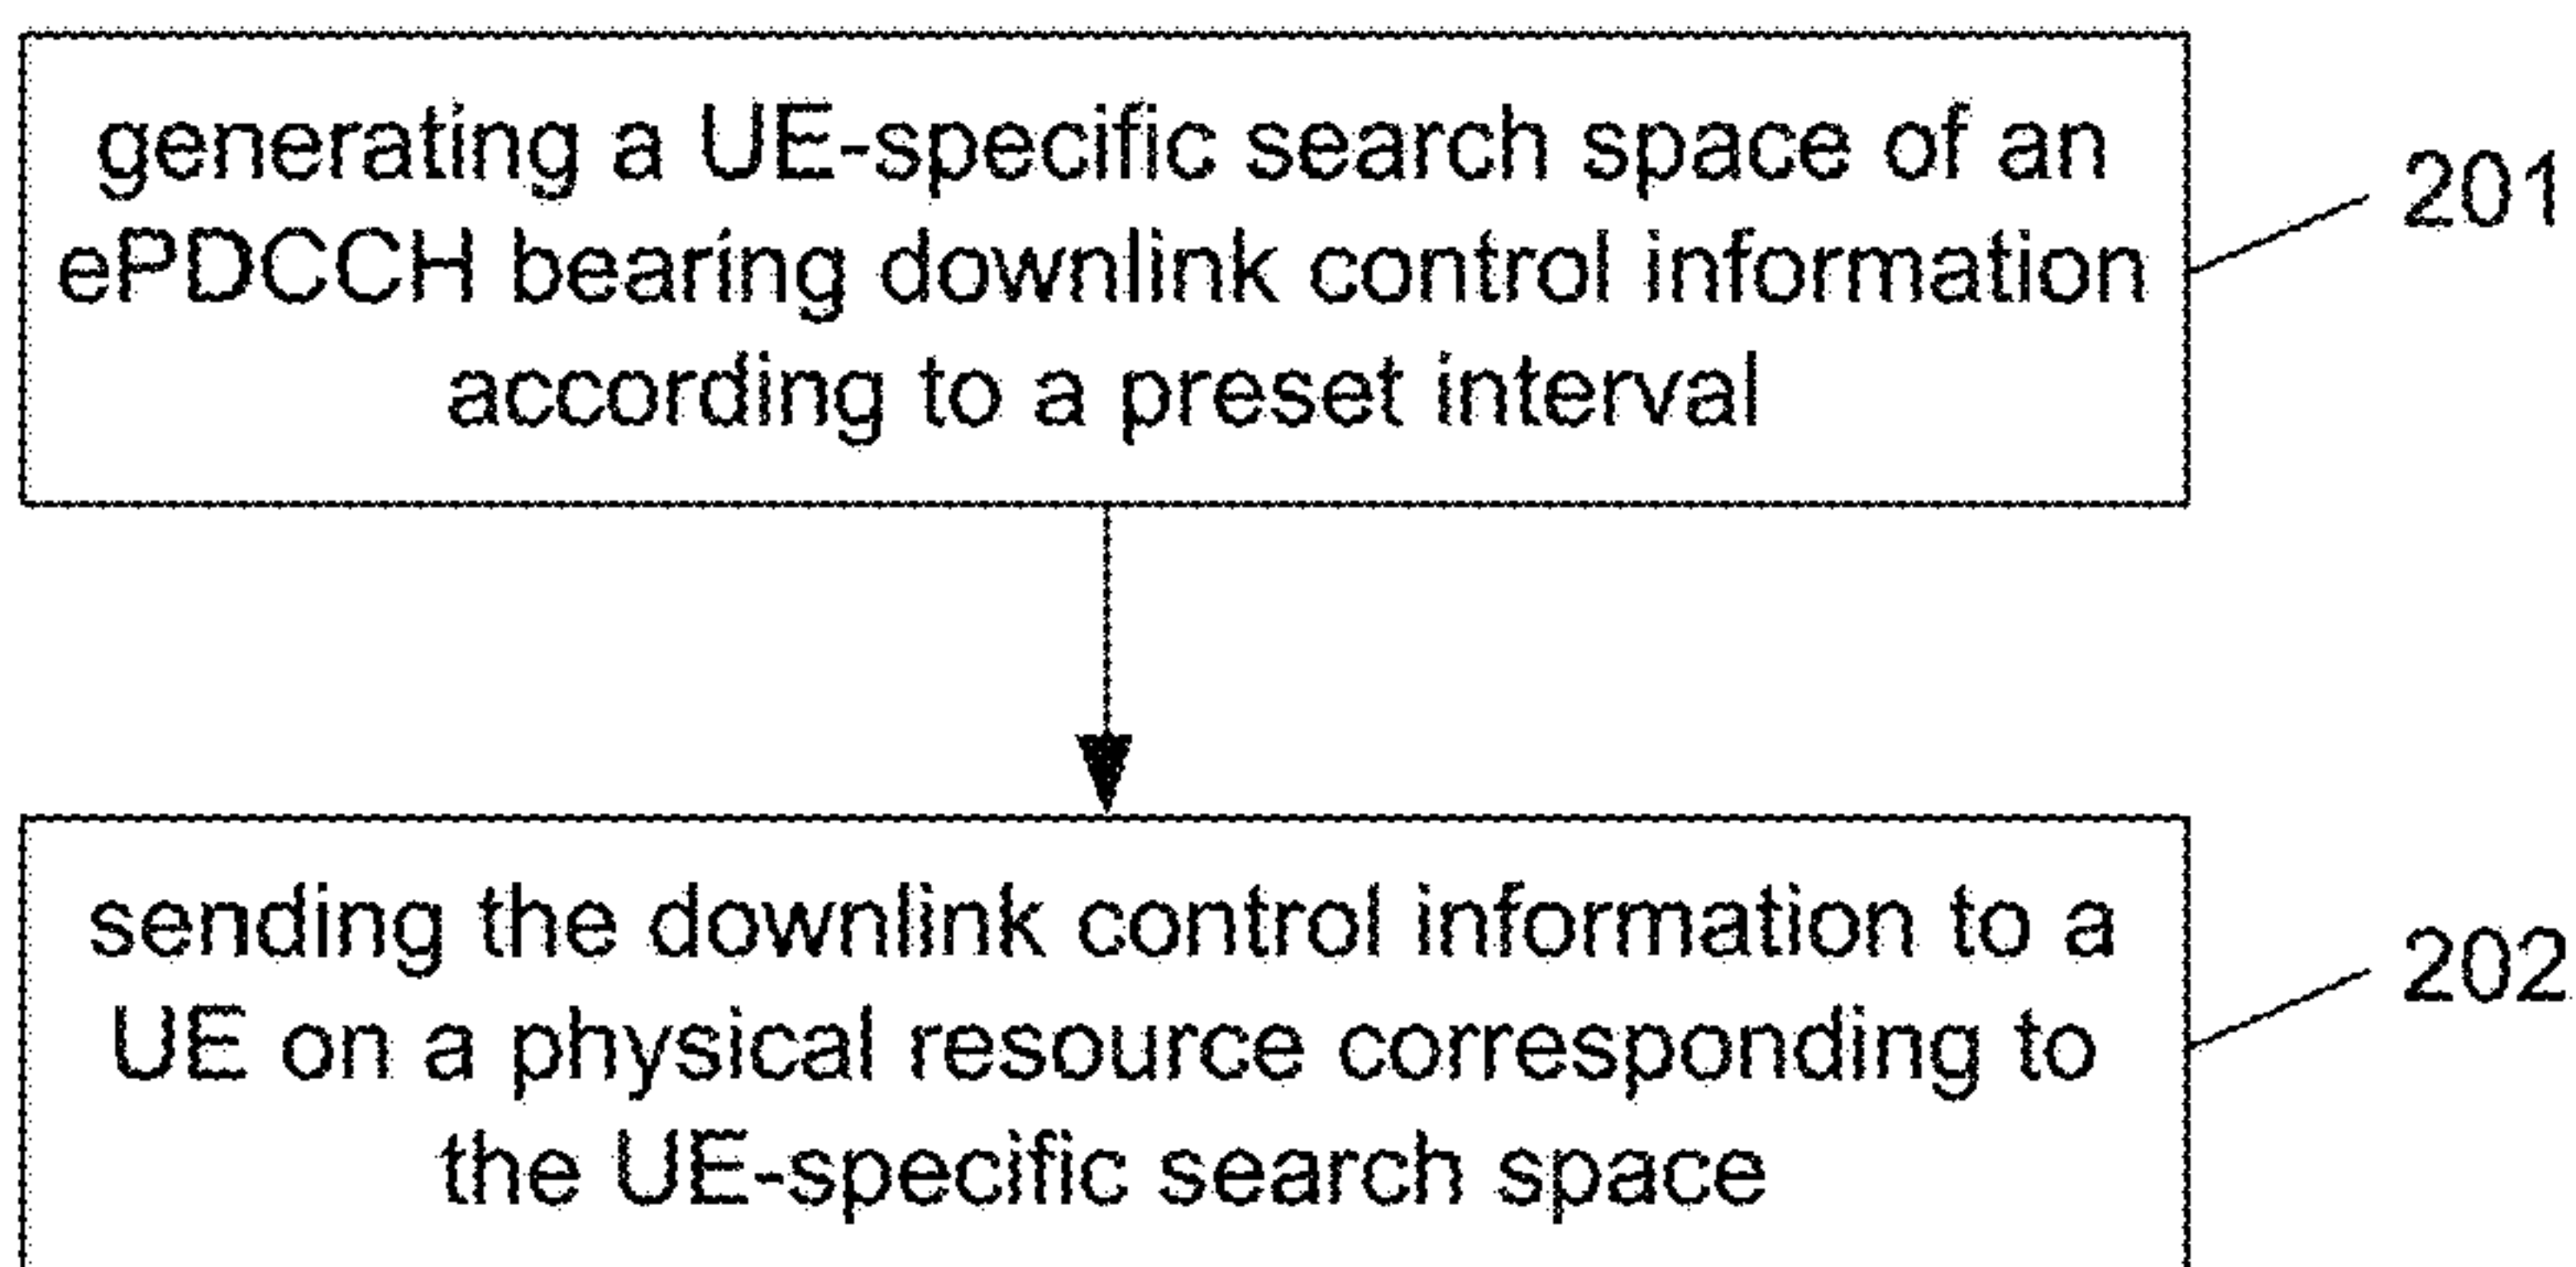 generating a UE-specific search space of an
ePDCCH bearing downlink control information
according to a preset interval
201
sending the downlink control information to a
UE on a physical resource corresponding to
the UE-specific search space
202